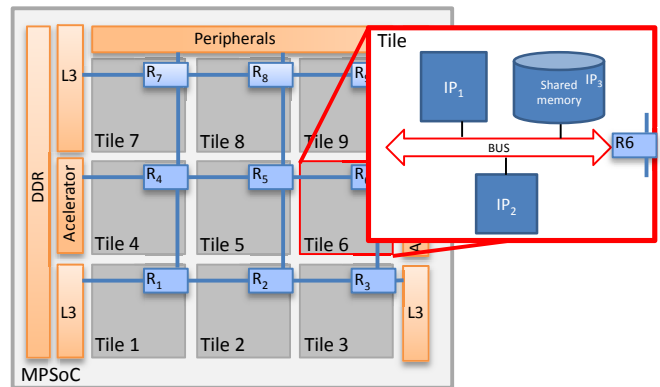 Peripherals
Tile
L3
R7
R8
R9
IP1
Shared
memory
IP3
Tile 7
Tile 8
Tile 9
BUS
R6
DDR
Acelerator
R4
R5
IP2
Tile 4
Tile 5
Tile 6
A
L3
R1
R2
R3
L3
Tile 1
Tile 2
Tile 3
MPSoC